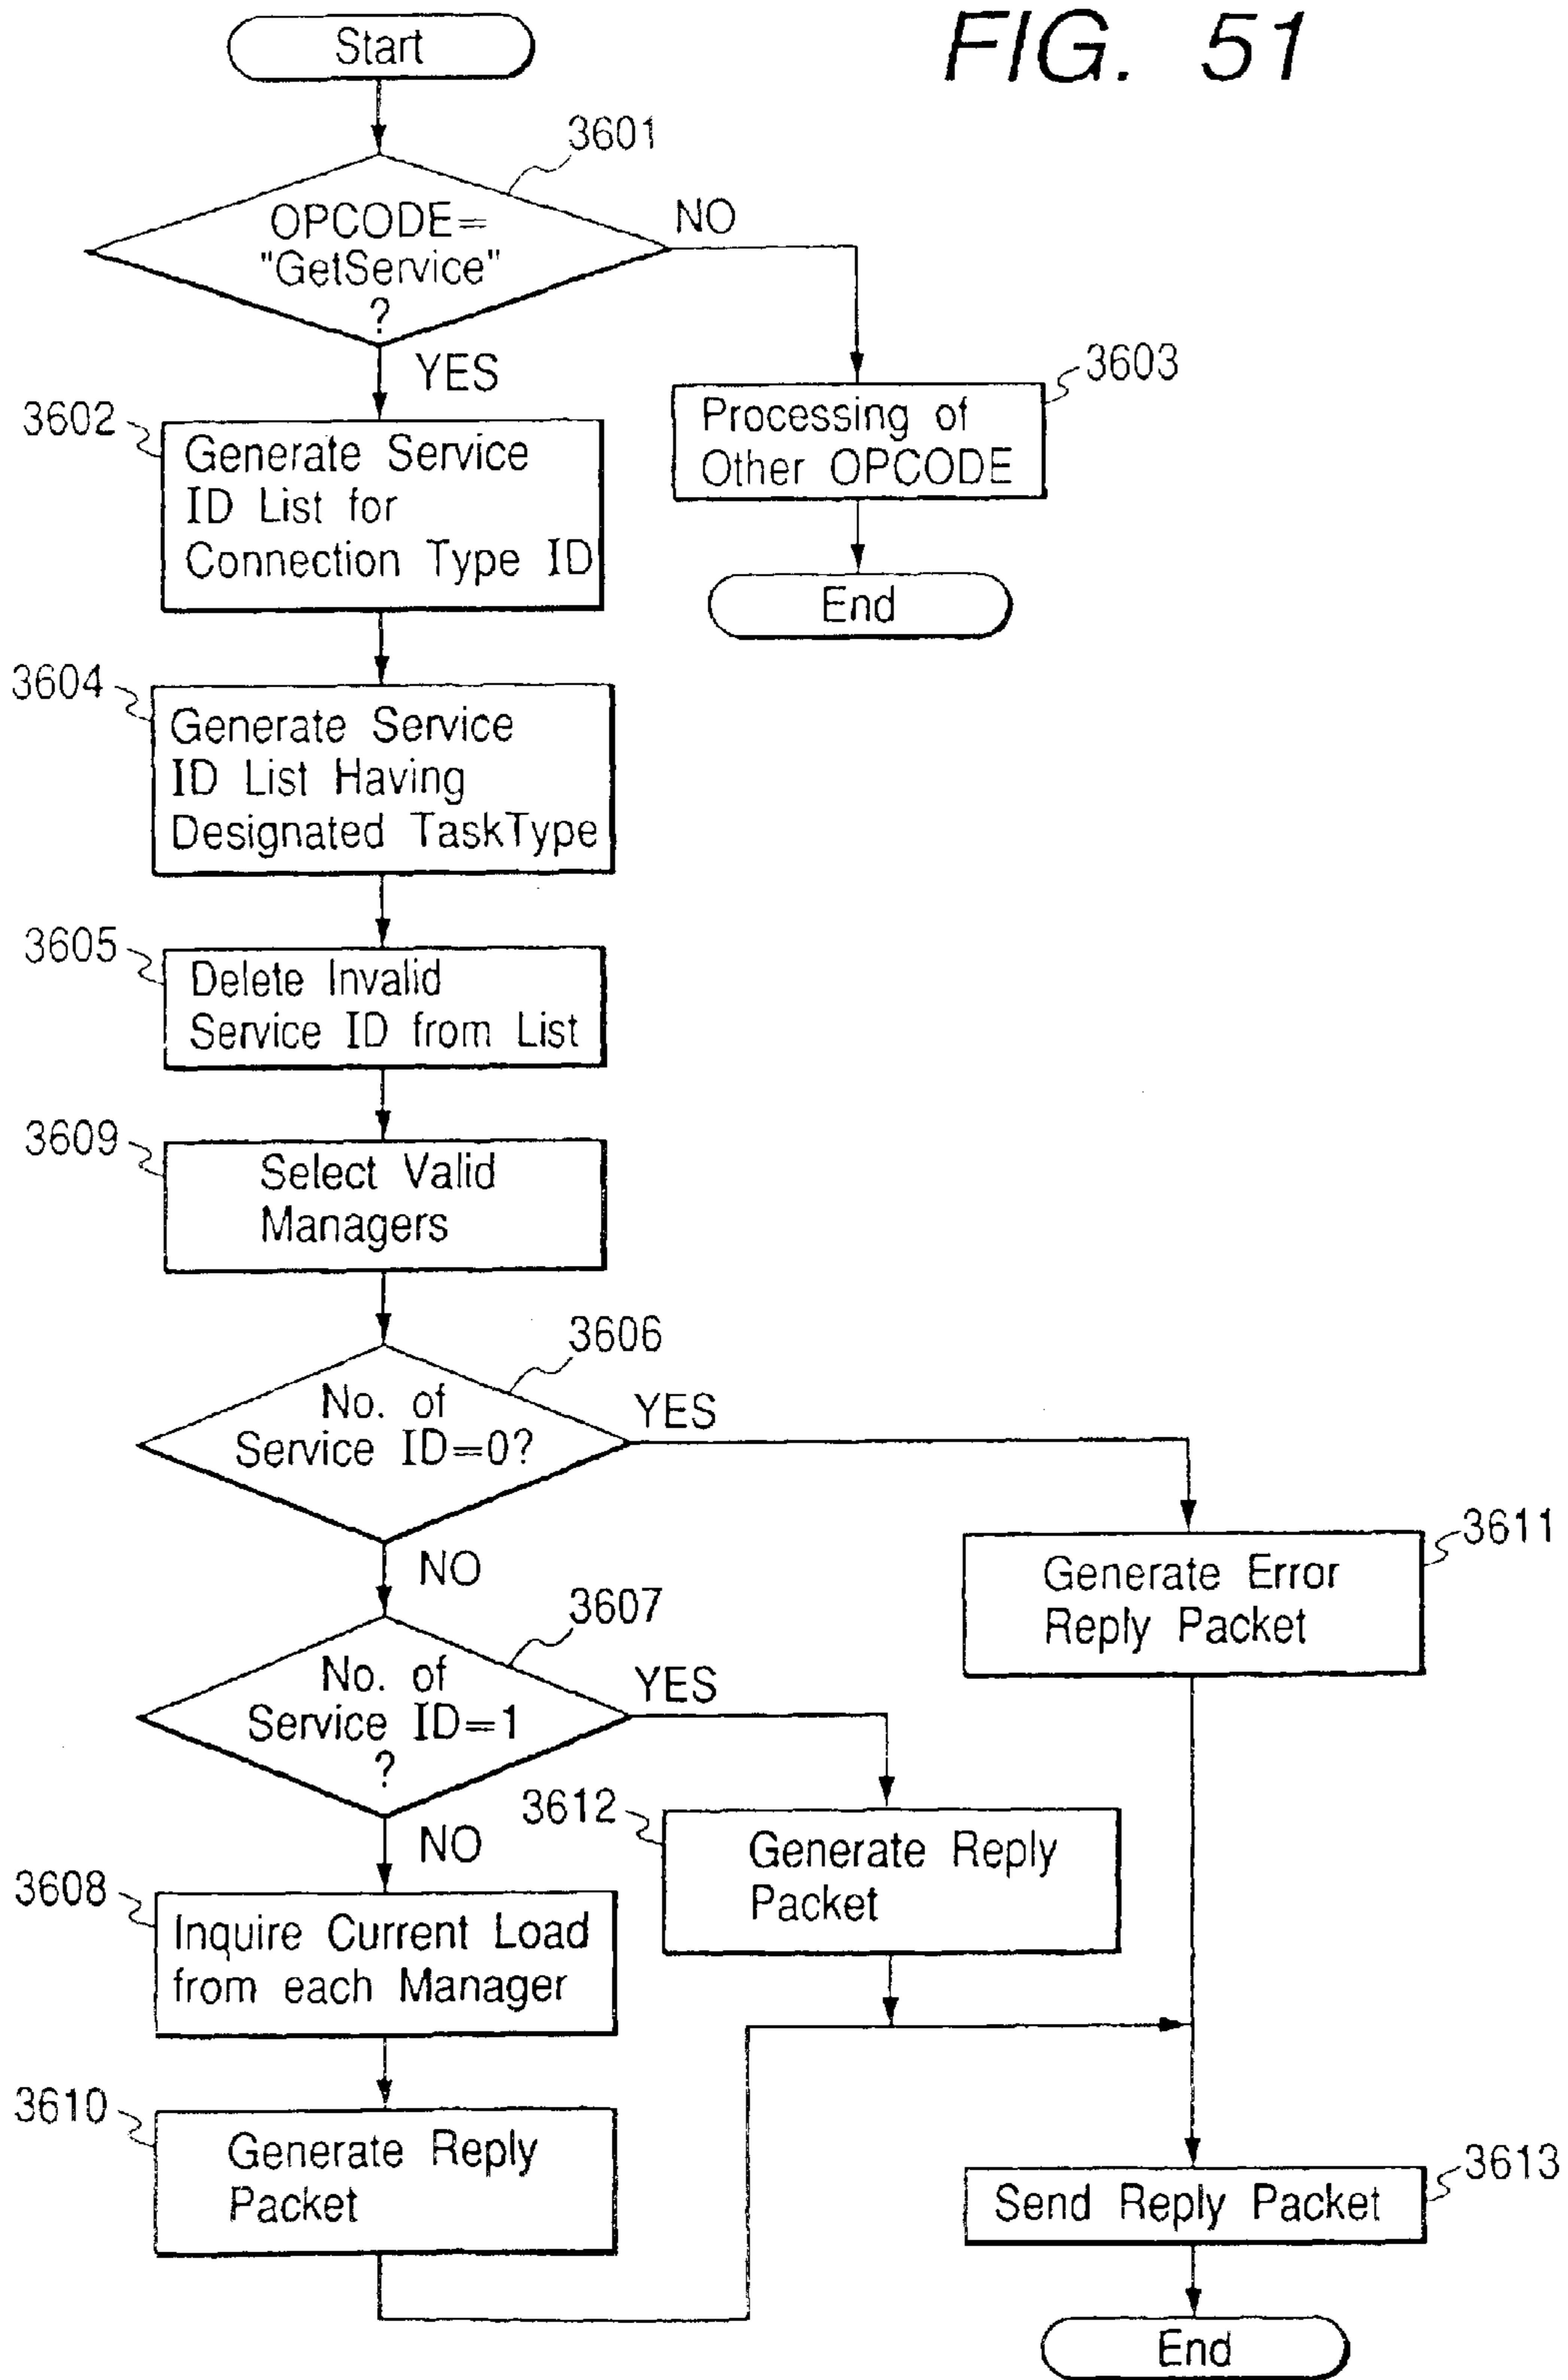 FIG. 51
Start
3601
OPCODE=
"GetService"
?
NO
YES
3602
Generate Service
ID List for
Connection Type ID
3603
Processing of
Other OPCODE
End
3604
Generate Service
ID List Having
Designated TaskType
3605
Delete Invalid
Service ID from List
3609
Select Valid
Managers
3606
No. of
Service ID=0?
YES
NO
3611
Generate Error
Reply Packet
3607
No. of
Service ID=1
?
YES
NO
3612
Generate Reply
Packet
3608
Inquire Current Load
from each Manager
3610
Generate Reply
Packet
3613
Send Reply Packet
End